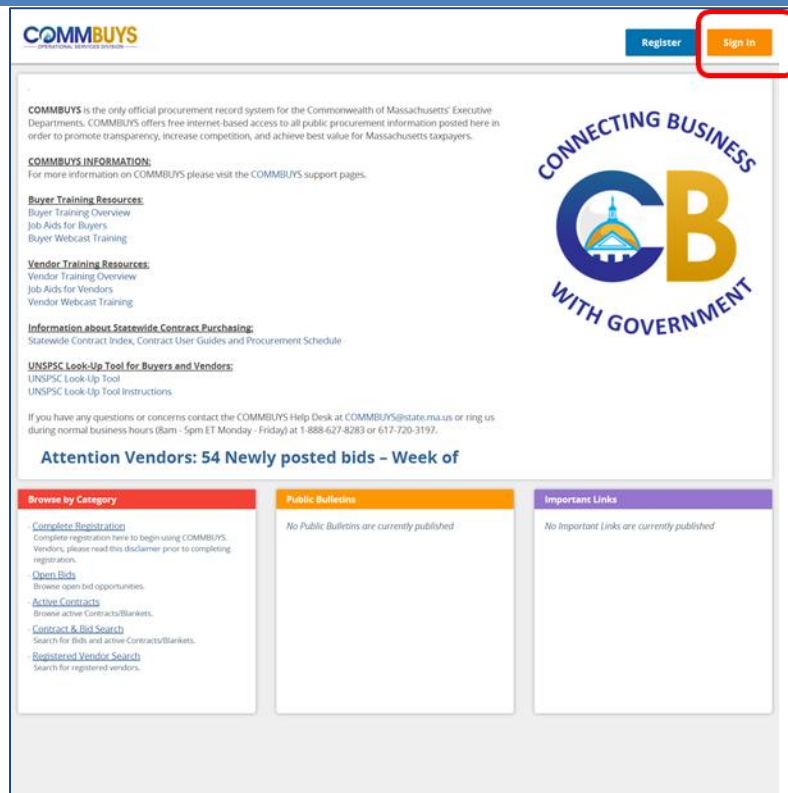 COMMBUYS
OPERATIONAL SERVICES DIVISION
Register
Sign In
COMMBUYS is the only official procurement record system for the Commonwealth of Massachusetts' Executive
Departments. COMMBUYS offers free internet-based access to all public procurement information posted here in
order to promote transparency, increase competition, and achieve best value for Massachusetts taxpayers.
COMMBUYS INFORMATION:
For more information on COMMBUYS please visit the COMMBUYS support pages.
Buyer Training Resources:
Buyer Training Overview
Job Aids for Buyers
Buyer Webcast Training
Vendor Training Resources:
Vendor Training Overview
Job Aids for Vendors
Vendor Webcast Training
Information about Statewide Contract Purchasing:
Statewide Contract Index, Contract User Guides and Procurement Schedule
UNSPSC Look-Up Tool for Buyers and Vendors:
UNSPSC Look-Up Tool
UNSPSC Look-Up Tool Instructions
If you have any questions or concerns contact the COMMBUYS Help Desk at COMMBUYS@state.ma.us or ring us
during normal business hours (8am - 5pm ET Monday - Friday) at 1-888-627-8283 or 617-720-3197.
CONNECTING BUSINESS
CB
WITH GOVERNMENT
Attention Vendors: 54 Newly posted bids – Week of
Browse by Category
- Complete Registration
Complete registration here to begin using COMMBUYS.
Vendors, please read this disclaimer prior to completing
registration.
- Open Bids
Browse open bid opportunities.
- Active Contracts
Browse active Contracts/Blankets.
- Contract & Bid Search
Search for Bids and active Contracts/Blankets.
- Registered Vendor Search
Search for registered vendors.
Public Bulletins
No Public Bulletins are currently published
Important Links
No Important Links are currently published